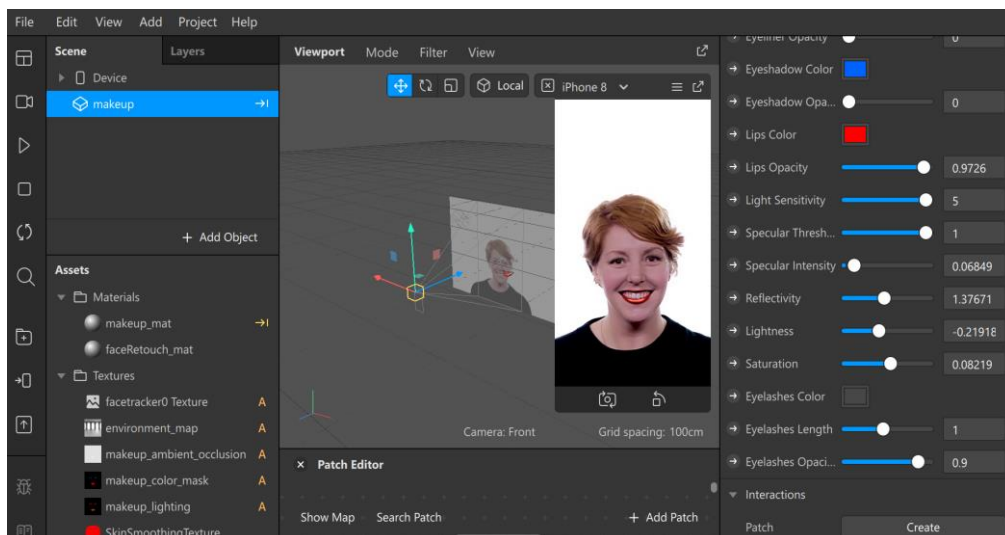 File Edit View Add Project Help
Scene Layers
Device
makeup
+ Add Object
Assets
Materials
makeup_mat
faceRetouch_mat
Textures
facetracker0 Texture A
environment_map A
makeup_ambient_occlusion A
makeup_color_mask A
makeup_lighting A
SkinSmoothingTexture
Viewport Mode Filter View
Local iPhone 8
Camera: Front Grid spacing: 100cm
Patch Editor
Show Map Search Patch + Add Patch
Eyeliner Opacity 0
Eyeshadow Color
Eyeshadow Opa... 0
Lips Color
Lips Opacity 0.9726
Light Sensitivity 5
Specular Thresh... 1
Specular Intensity 0.06849
Reflectivity 1.37671
Lightness -0.21918
Saturation 0.08219
Eyelashes Color
Eyelashes Length 1
Eyelashes Opaci... 0.9
Interactions
Patch Create